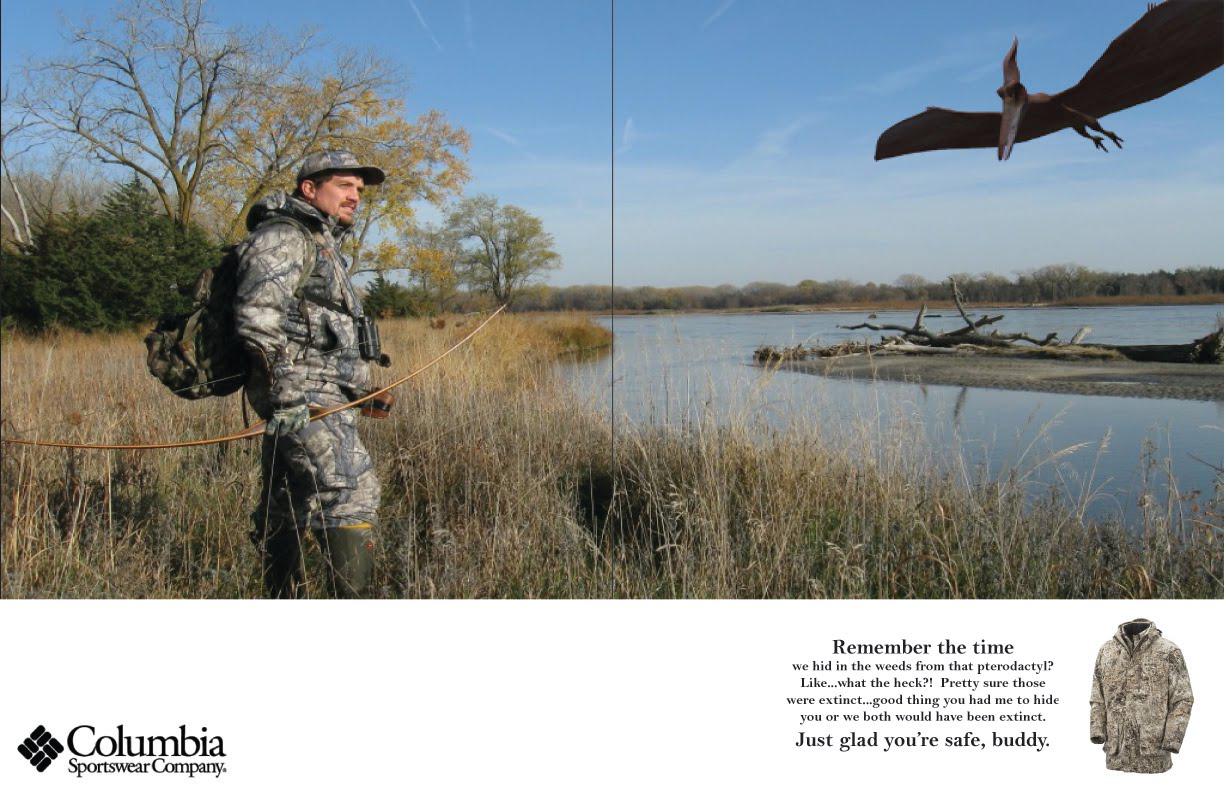 Remember the time
we hid in the weeds from that pterodactyl?
Like...what the heck?! Pretty sure those
were extinct...good thing you had me to hide
you or we both would have been extinct.
Just glad you're safe, buddy.
Columbia
Sportswear Company®